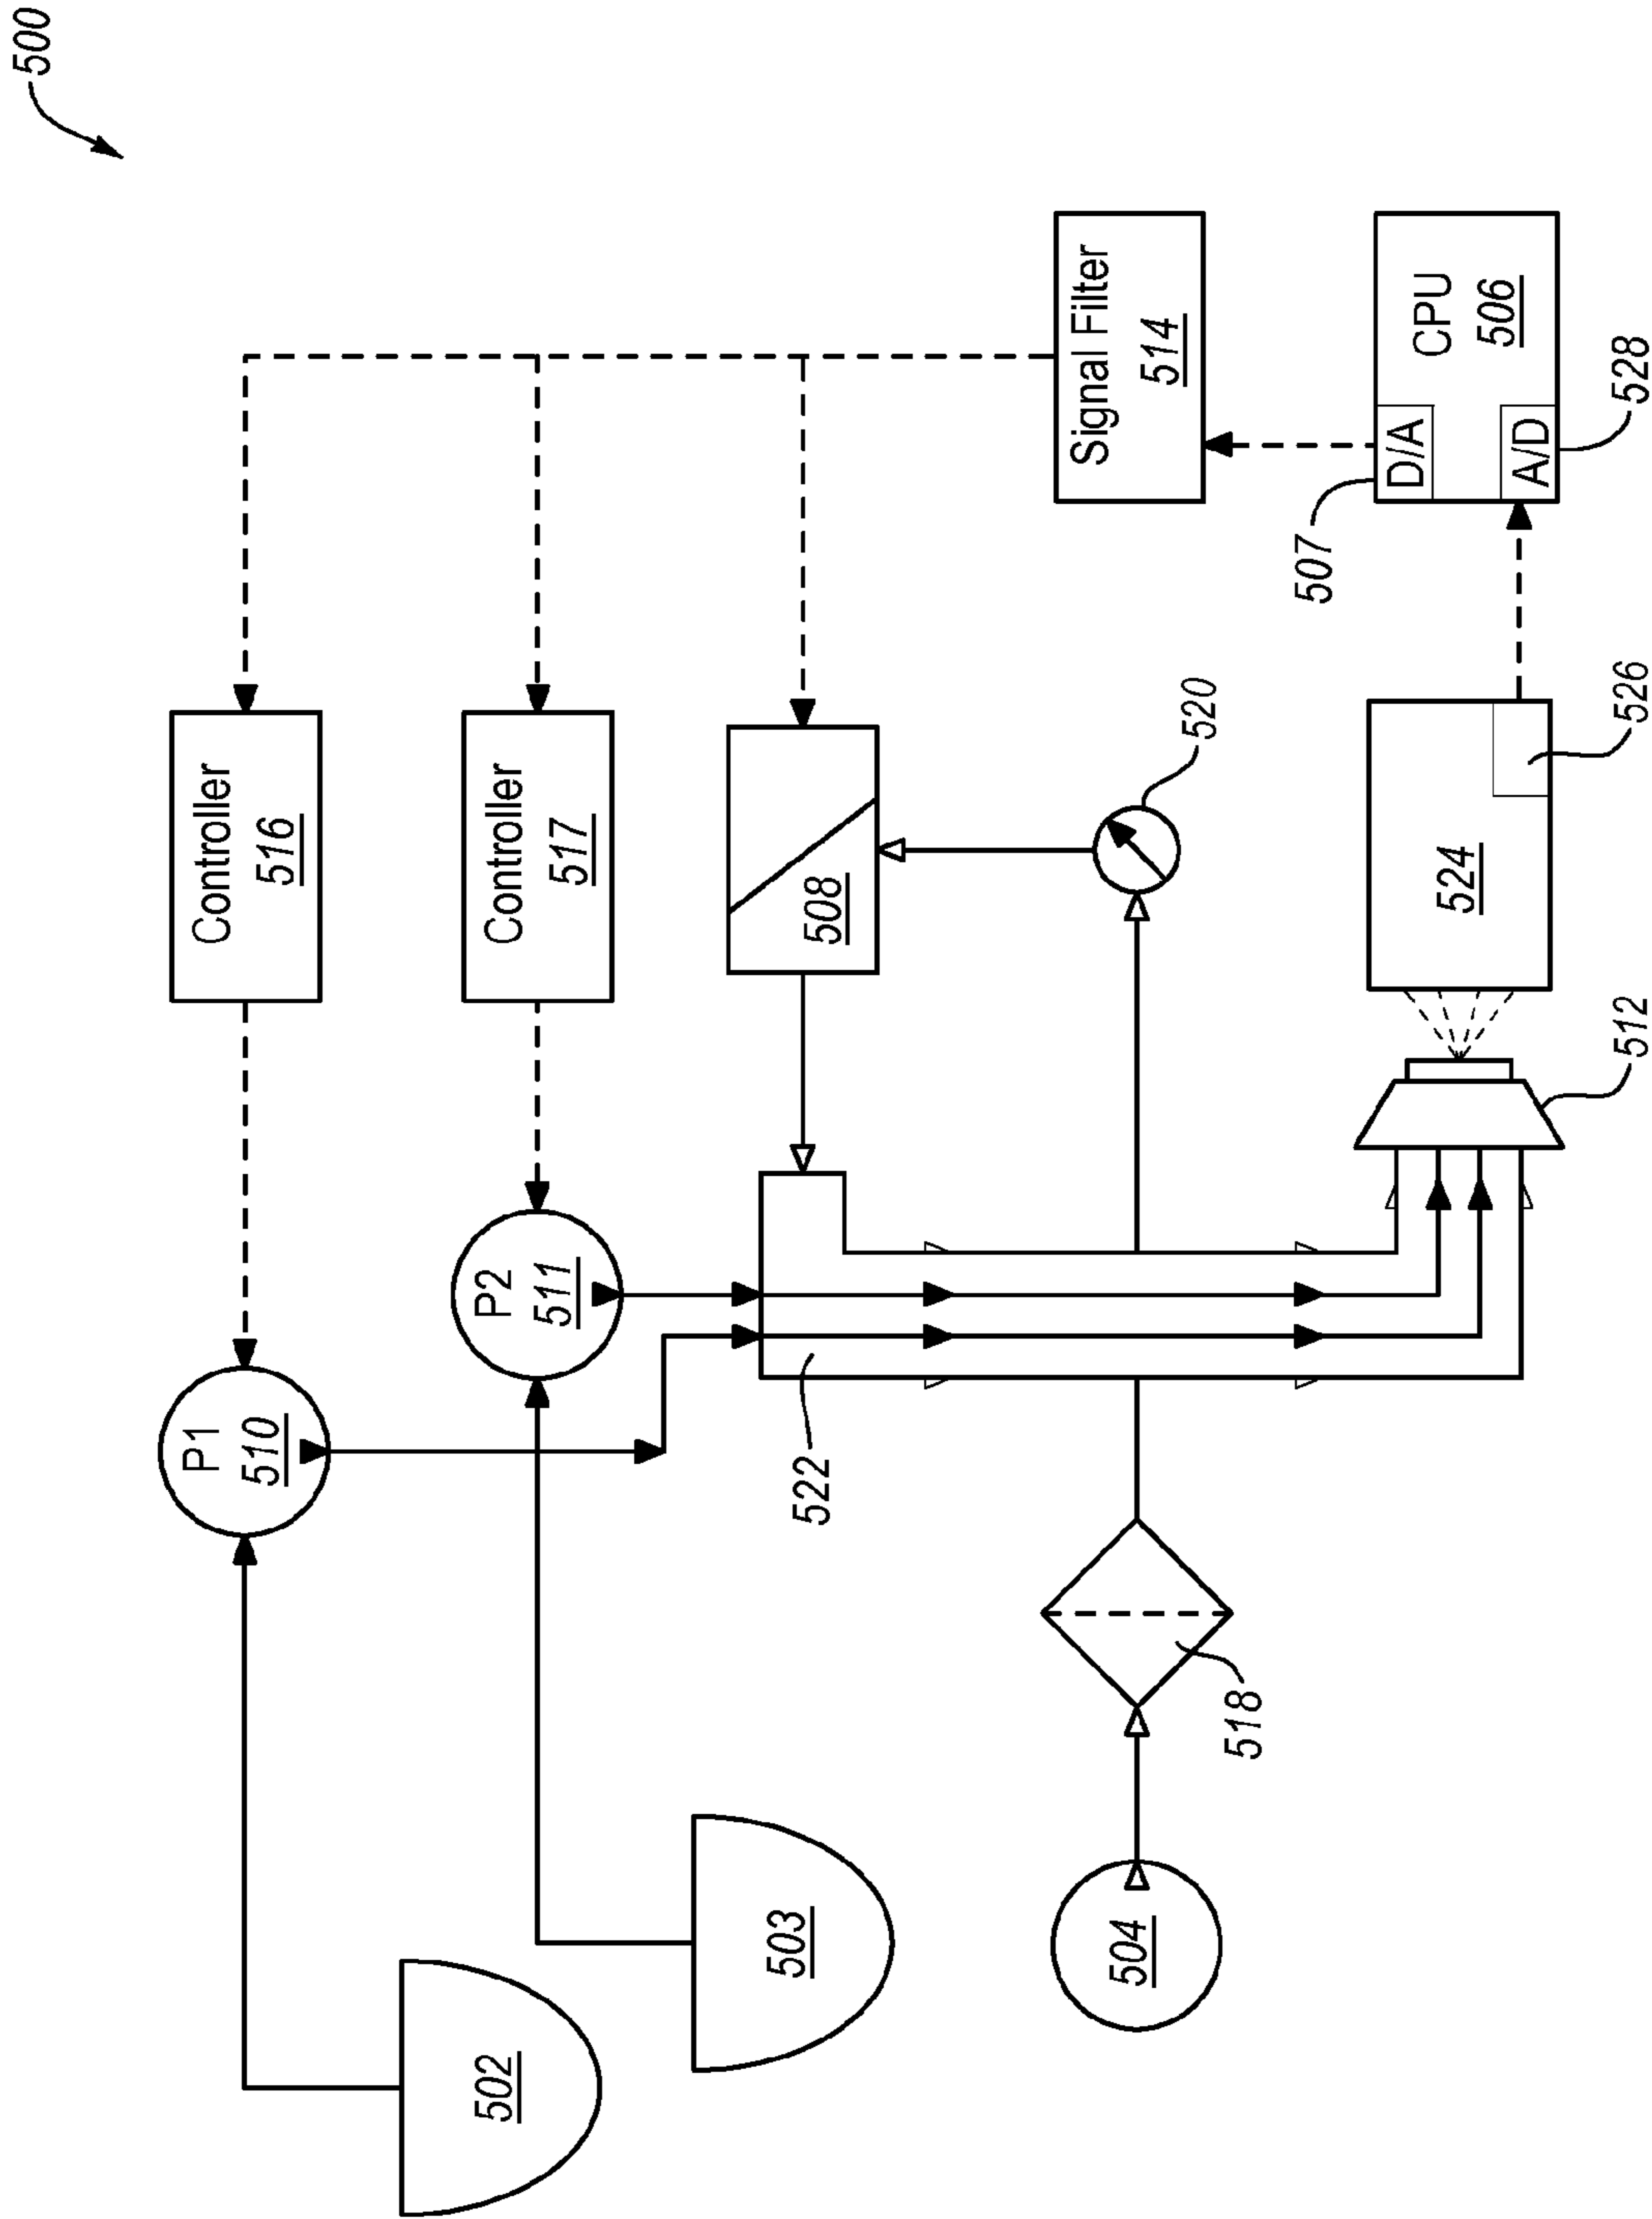 500
Controller
516
Controller
517
P1
510
P2
511
508
Signal Filter
514
CPU
506
D/A
A/D
507
528
520
524
526
512
522
502
503
504
518